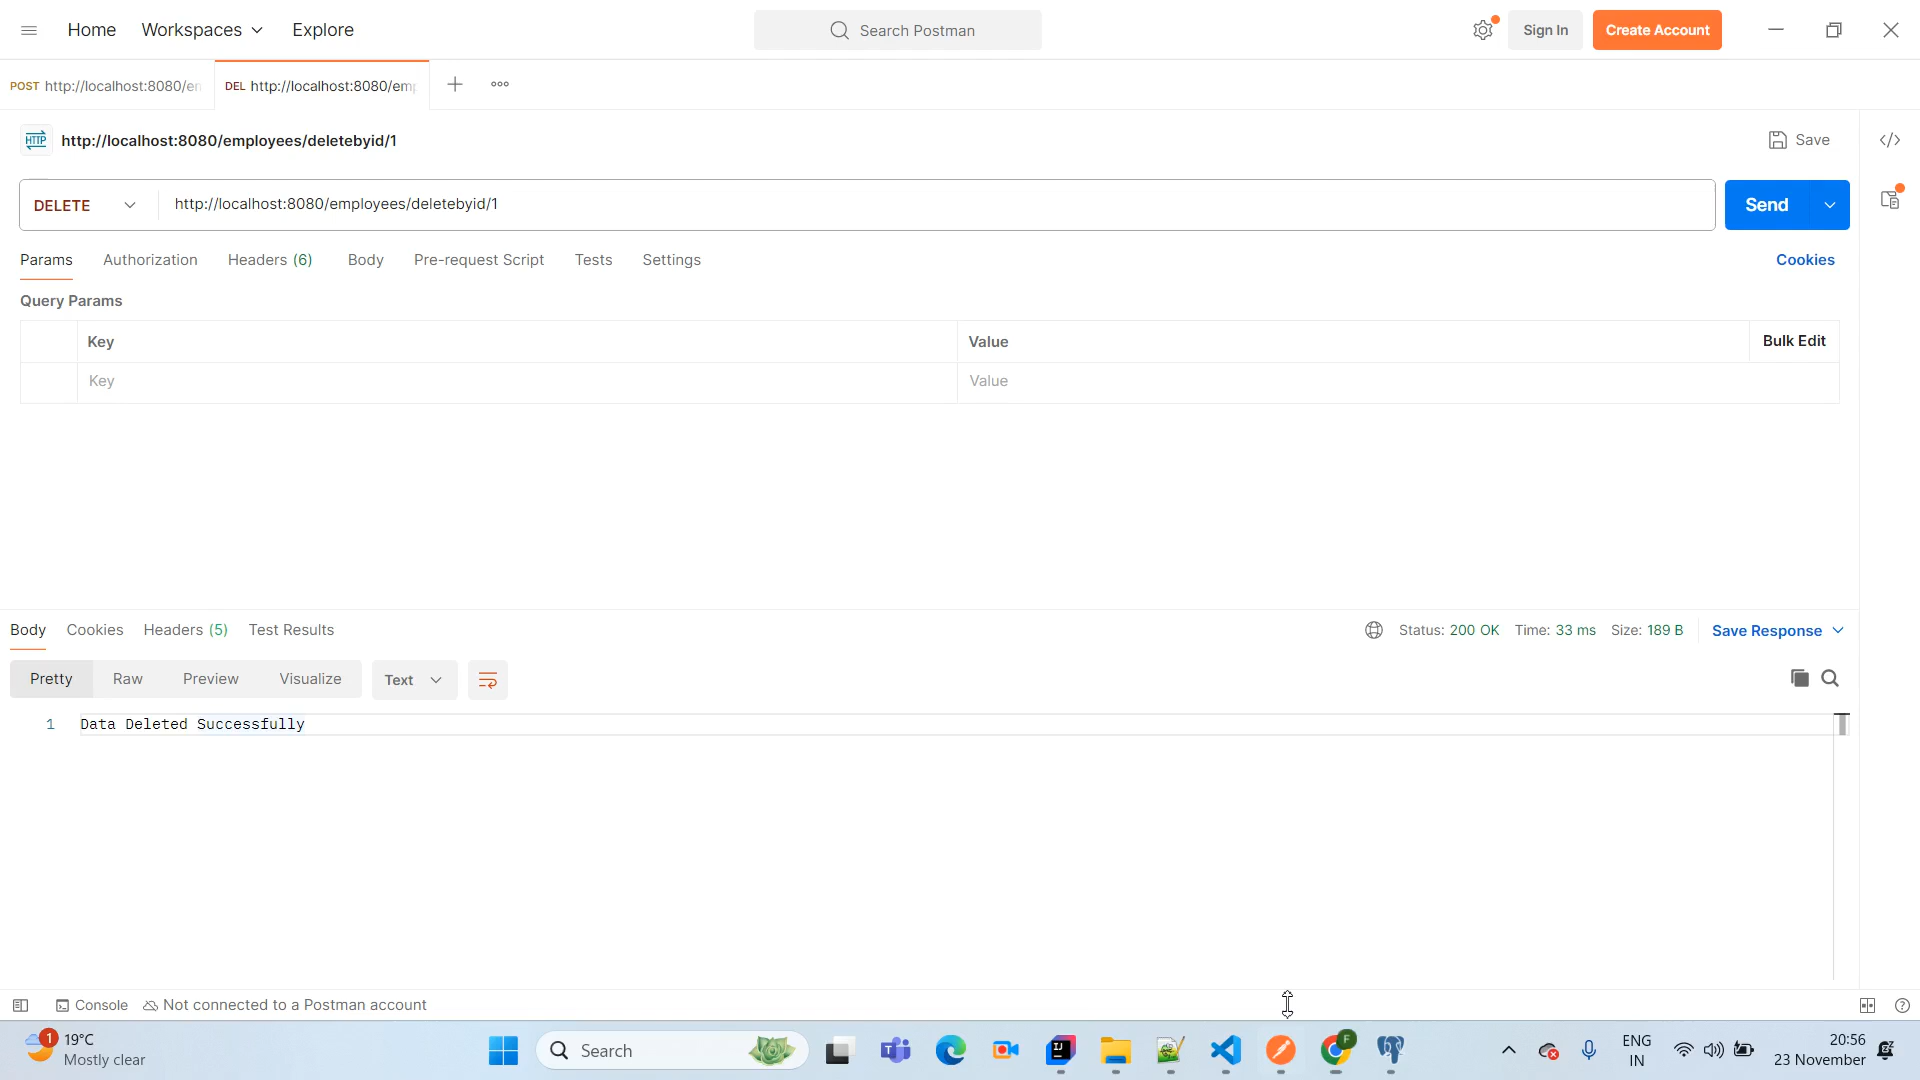 Home Workspaces Explore Search Postman Sign In Create Account
POST http://localhost:8080/en DEL http://localhost:8080/emp
HTTP http://localhost:8080/employees/deletebyid/1 Save
DELETE http://localhost:8080/employees/deletebyid/1 Send
Params Authorization Headers (6) Body Pre-request Script Tests Settings Cookies
Query Params
Key Value Bulk Edit
Key Value
Body Cookies Headers (5) Test Results Status: 200 OK Time: 33 ms Size: 189 B Save Response
Pretty Raw Preview Visualize Text
1 Data Deleted Successfully
Console Not connected to a Postman account
1 19°C
Mostly clear
Search
ENG
IN
20:56
23 November